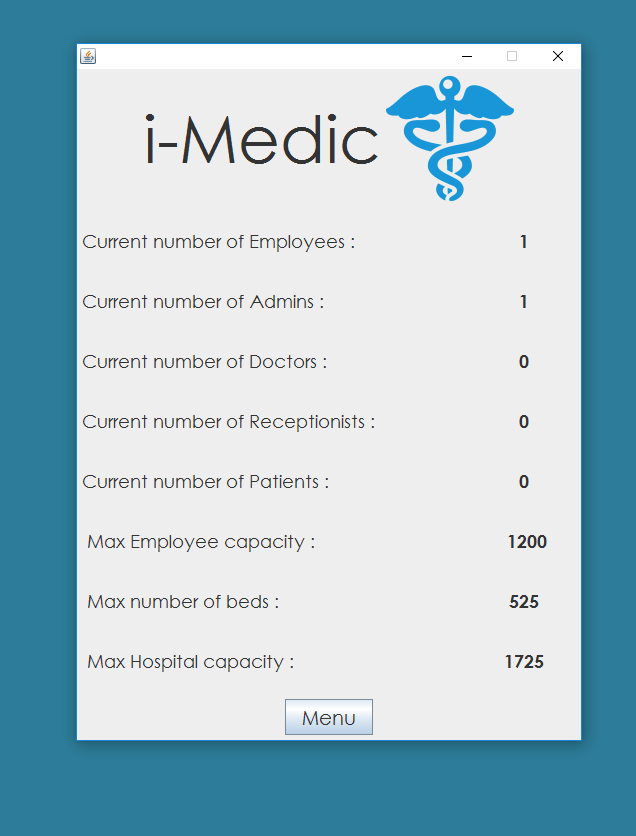 i-Medic
Current number of Employees : 1
Current number of Admins : 1
Current number of Doctors : 0
Current number of Receptionists : 0
Current number of Patients : 0
Max Employee capacity : 1200
Max number of beds : 525
Max Hospital capacity : 1725
Menu